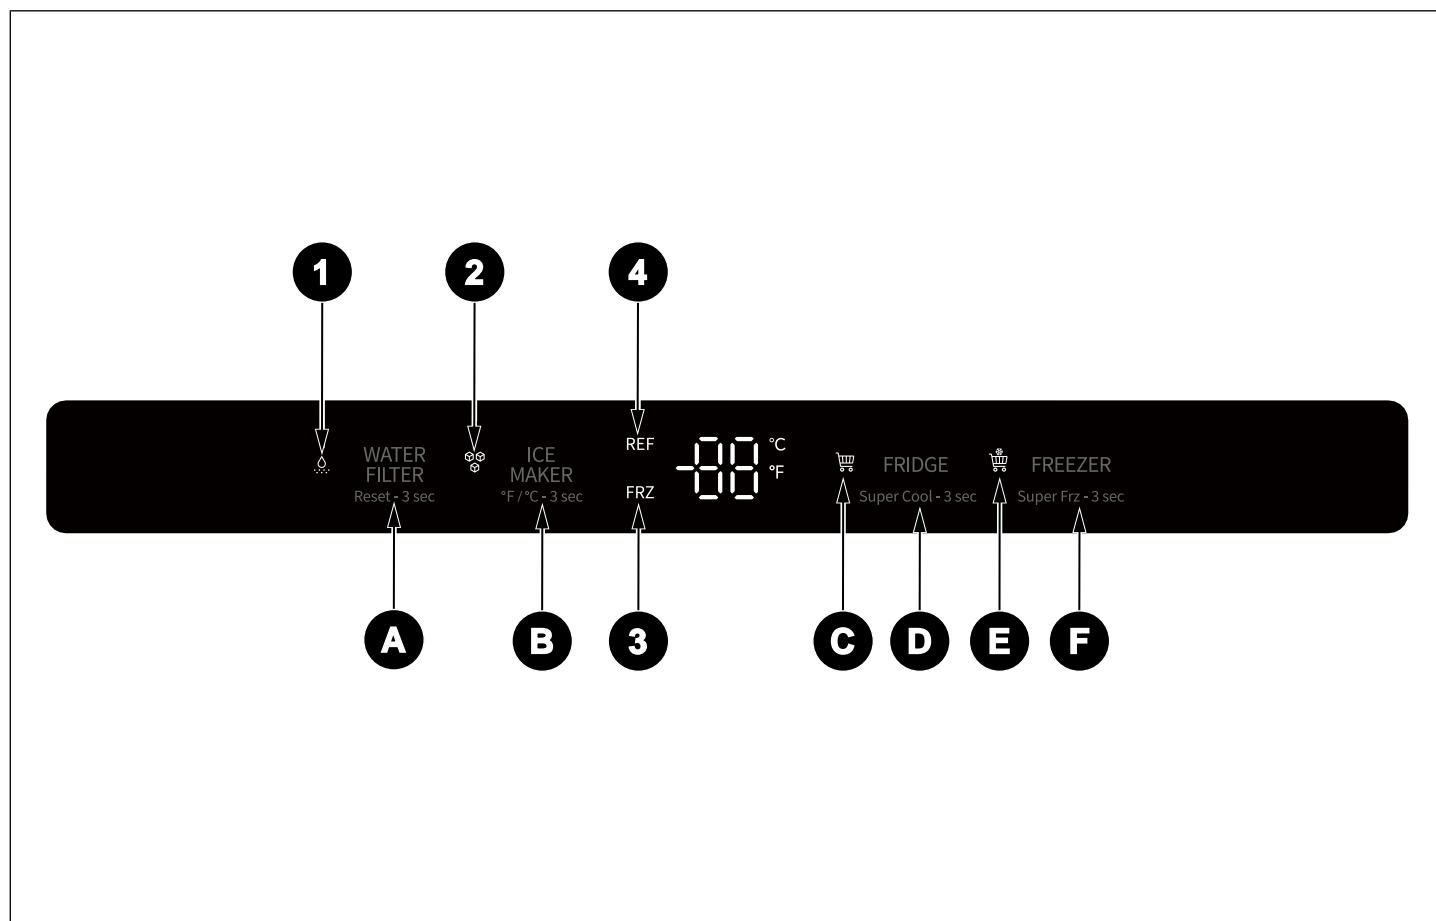 1
2
4
WATER
FILTER
Reset - 3 sec
ICE
MAKER
°F / °C - 3 sec
REF
FRZ
-88
°C
°F
FRIDGE
Super Cool - 3 sec
FREEZER
Super Frz - 3 sec
A
B
3
C
D
E
F